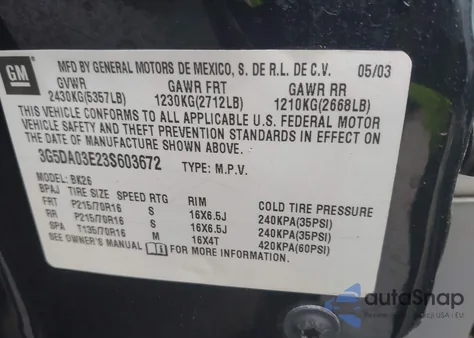 GM
MFD BY GENERAL MOTORS DE MEXICO, S. DE R.L. DE C.V. 05/03
GVWR GAWR FRT GAWR RR
2430KG(5357LB) 1230KG(2712LB) 1210KG(2668LB)
THIS VEHICLE CONFORMS TO ALL APPLICABLE U.S. FEDERAL MOTOR
VEHICLE SAFETY AND THEFT PREVENTION STANDARDS IN EFFECT ON
THE DATE OF MANUFACTURE SHOWN ABOVE.
3G5DA03E23S603672 TYPE: M.P.V.
MODEL: BK26
BPAJ TIRE SIZE SPEED RTG RIM COLD TIRE PRESSURE
FRT P215/70R16 S 16X6.5J 240KPA(35PSI)
RR P215/70R16 S 16X6.5J 240KPA(35PSI)
SPA T135/70R16 M 16X4T 420KPA(60PSI)
SEE OWNER'S MANUAL FOR MORE INFORMATION.
autoSnap